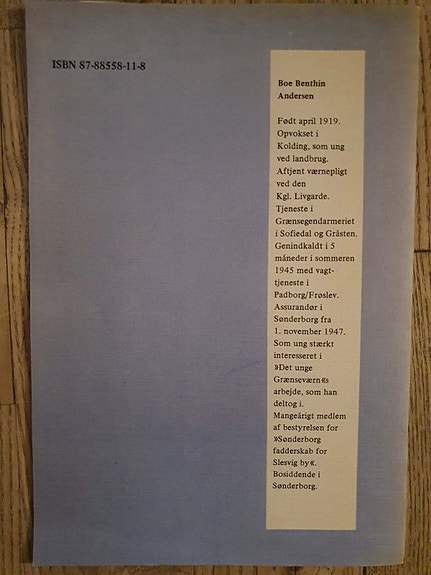 ISBN 87-88558-11-8
Boe Benthin
Andersen
Født april 1919.
Opvokset i
Kolding, som ung
ved landbrug.
Aftjent værnepligt
ved den
Kgl. Livgarde.
Tjeneste i
Grænsegendarmeriet
i Sofiedal og Gråsten.
Genindkaldt i 5
måneder i sommeren
1945 med vagt-
tjeneste i
Padborg/Frøslev.
Assurandør i
Sønderborg fra
1. november 1947.
Som ung stærkt
interesseret i
»Det unge
Grænseværn«s
arbejde, som han
deltog i.
Mangeårigt medlem
af bestyrelsen for
»Sønderborg
fadderskab for
Slesvig by«.
Bosiddende i
Sønderborg.